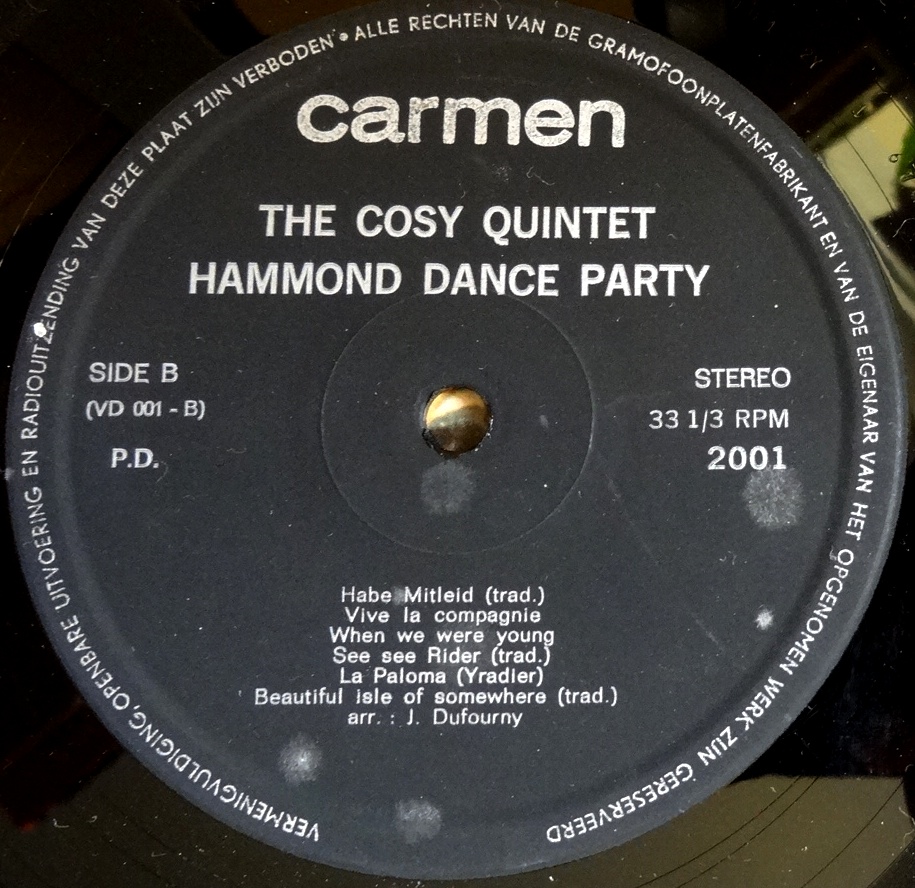 ALLE RECHTEN VAN DE GRAMOFOONPLATENFABRIKANT EN VAN DE EIGENAAR VAN HET OPGENOMEN WERK ZIJN GERESERVEERD
VERMENIGVULDIGING, OPENBARE UITVOERING EN RADIOUITZENDING VAN DEZE PLAAT ZIJN VERBODEN •
carmen
THE COSY QUINTET
HAMMOND DANCE PARTY
SIDE B
(VD 001 - B)
P.D.
STEREO
33 1/3 RPM
2001
Habe Mitleid (trad.)
Vive la compagnie
When we were young
See see Rider (trad.)
La Paloma (Yradier)
Beautiful isle of somewhere (trad.)
arr. : J. Dufourny